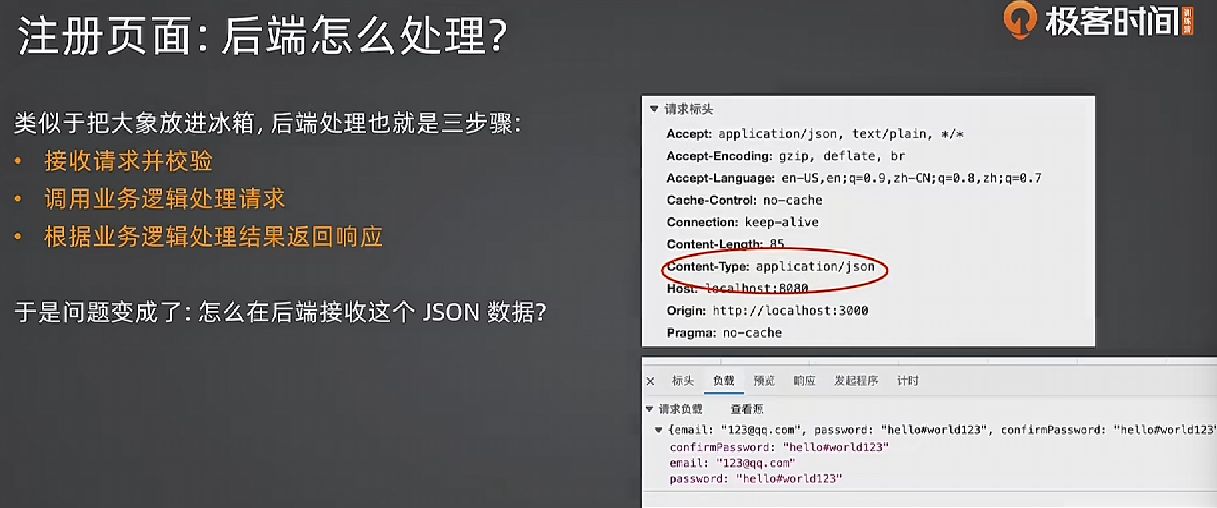 注册页面: 后端怎么处理?
极客时间 训练营
类似于把大象放进冰箱, 后端处理也就是三步骤:
• 接收请求并校验
• 调用业务逻辑处理请求
• 根据业务逻辑处理结果返回响应
于是问题变成了: 怎么在后端接收这个 JSON 数据?
▼ 请求标头
Accept: application/json, text/plain, */*
Accept-Encoding: gzip, deflate, br
Accept-Language: en-US,en;q=0.9,zh-CN;q=0.8,zh;q=0.7
Cache-Control: no-cache
Connection: keep-alive
Content-Length: 85
Content-Type: application/json
Host: localhost:8080
Origin: http://localhost:3000
Pragma: no-cache
× 标头 负载 预览 响应 发起程序 计时
▼ 请求负载 查看源
▼ {email: "123@qq.com", password: "hello#world123", confirmPassword: "hello#world123"
confirmPassword: "hello#world123"
email: "123@qq.com"
password: "hello#world123"